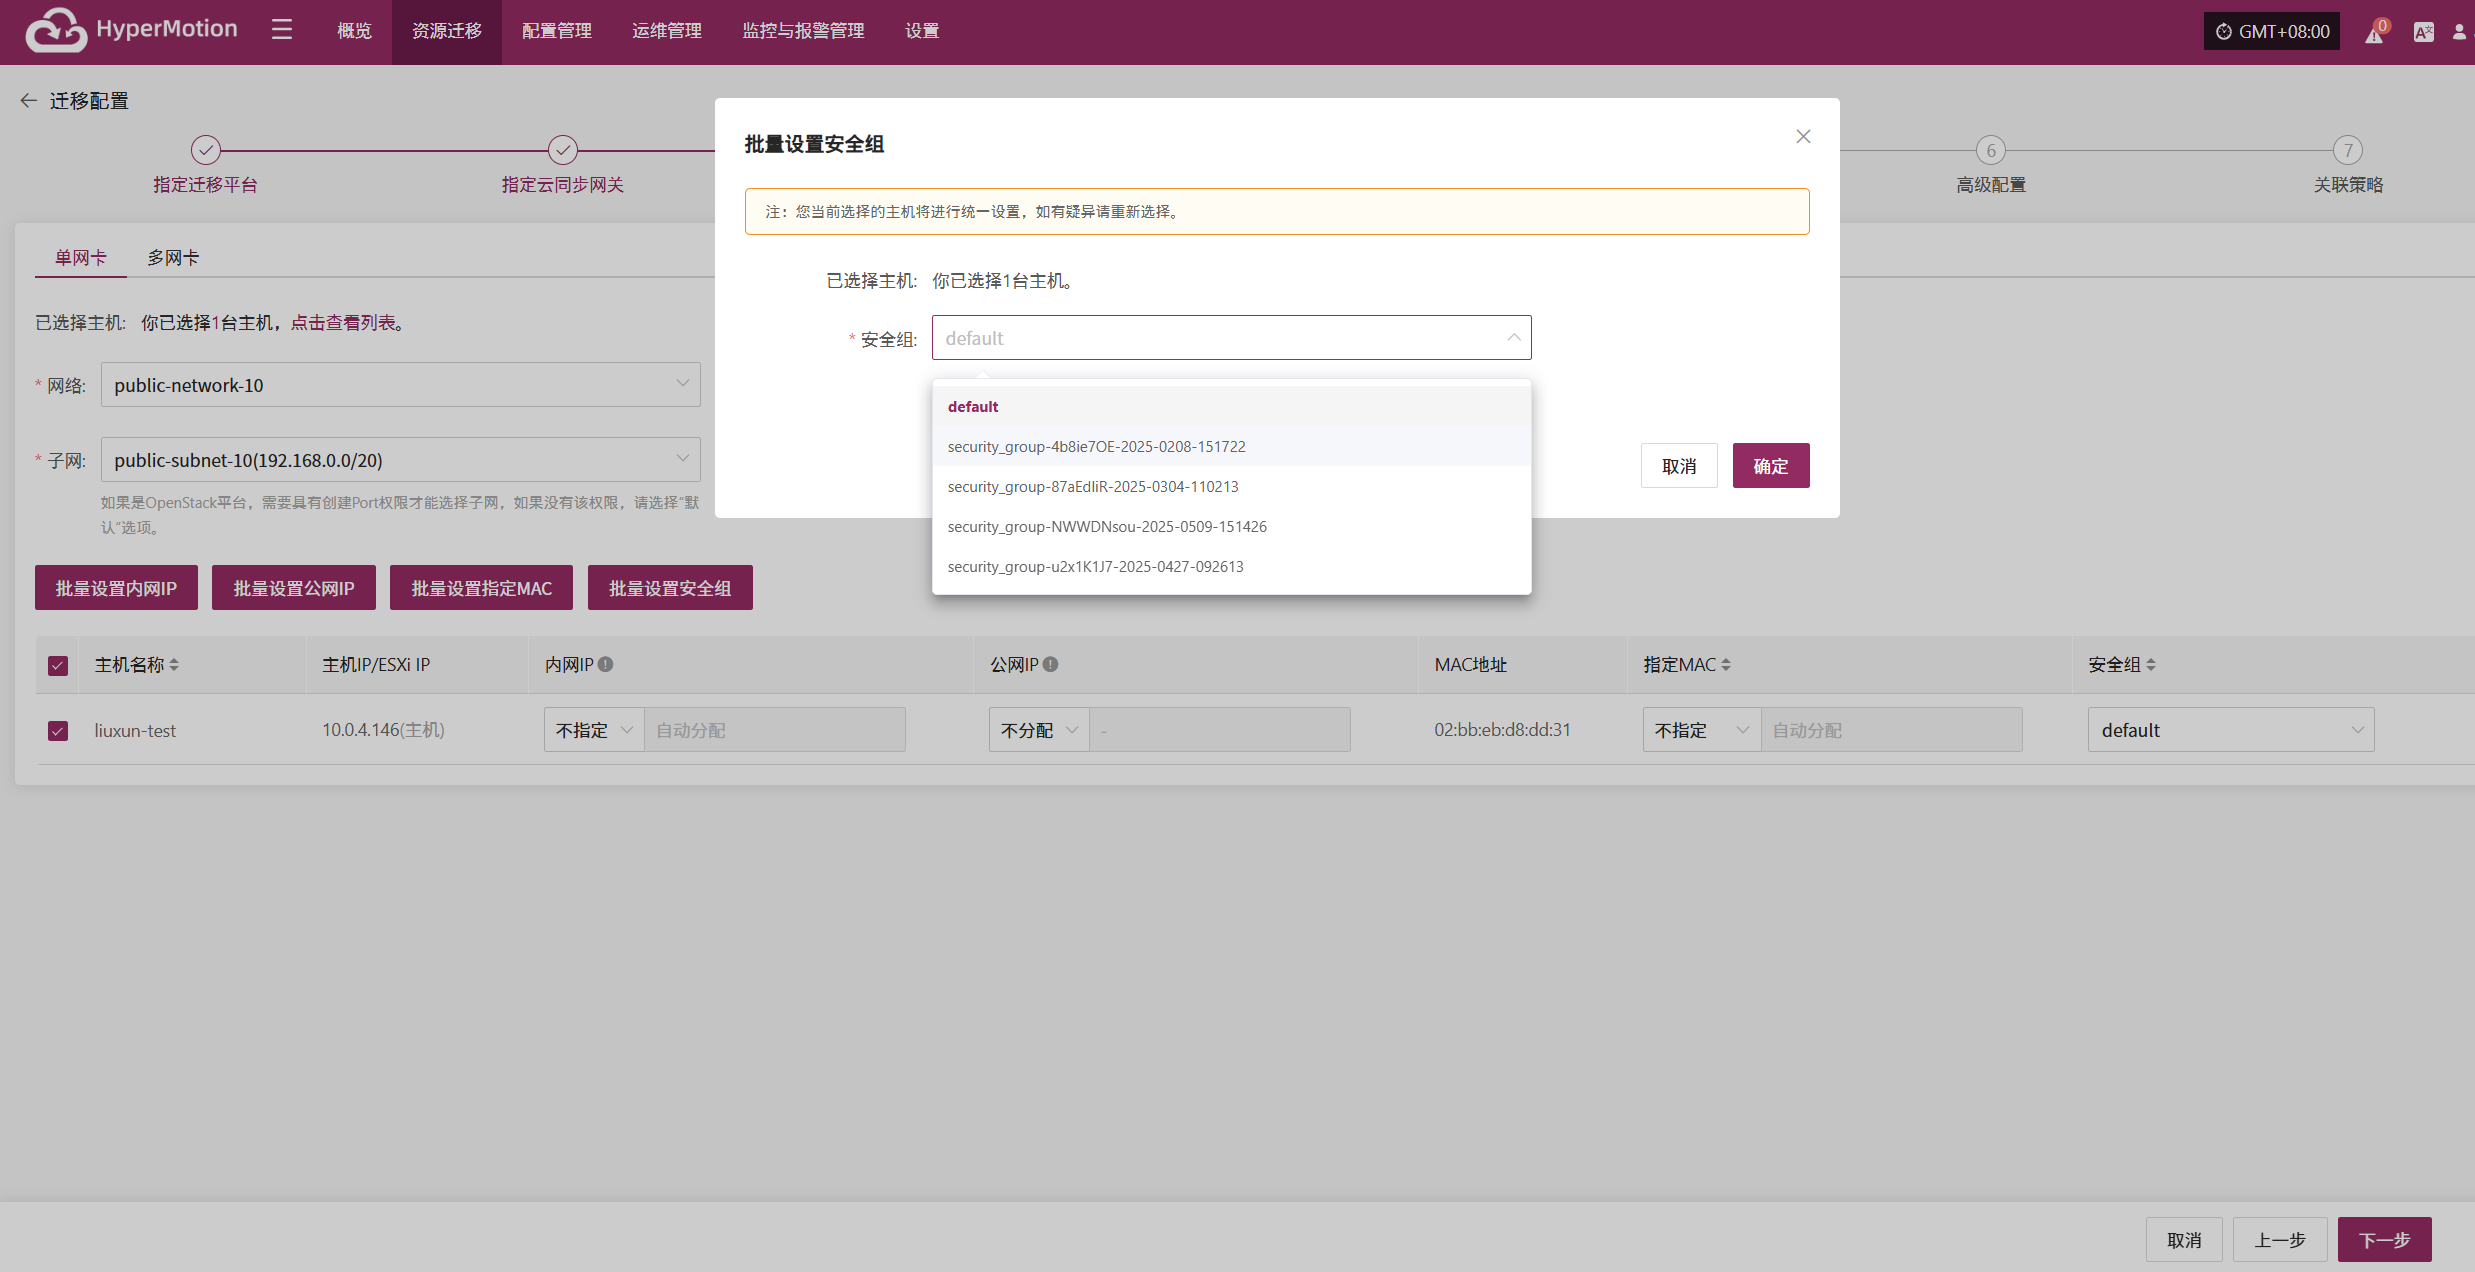 HyperMotion
概览
资源迁移
配置管理
运维管理
监控与报警管理
设置
GMT+08:00
0
迁移配置
指定迁移平台
指定云同步网关
6
高级配置
7
关联策略
批量设置安全组
注：您当前选择的主机将进行统一设置，如有疑异请重新选择。
已选择主机: 你已选择1台主机。
* 安全组: default
default
security_group-4b8ie7OE-2025-0208-151722
security_group-87aEdIiR-2025-0304-110213
security_group-NWWDNsou-2025-0509-151426
security_group-u2x1K1J7-2025-0427-092613
取消
确定
单网卡
多网卡
已选择主机: 你已选择1台主机，点击查看列表。
* 网络: public-network-10
* 子网: public-subnet-10(192.168.0.0/20)
如果是OpenStack平台，需要具有创建Port权限才能选择子网，如果没有该权限，请选择“默
认”选项。
批量设置内网IP
批量设置公网IP
批量设置指定MAC
批量设置安全组
主机名称 主机IP/ESXi IP 内网IP 公网IP MAC地址 指定MAC 安全组
liuxun-test 10.0.4.146(主机) 不指定 自动分配 不分配 - 02:bb:eb:d8:dd:31 不指定 自动分配 default
取消
上一步
下一步